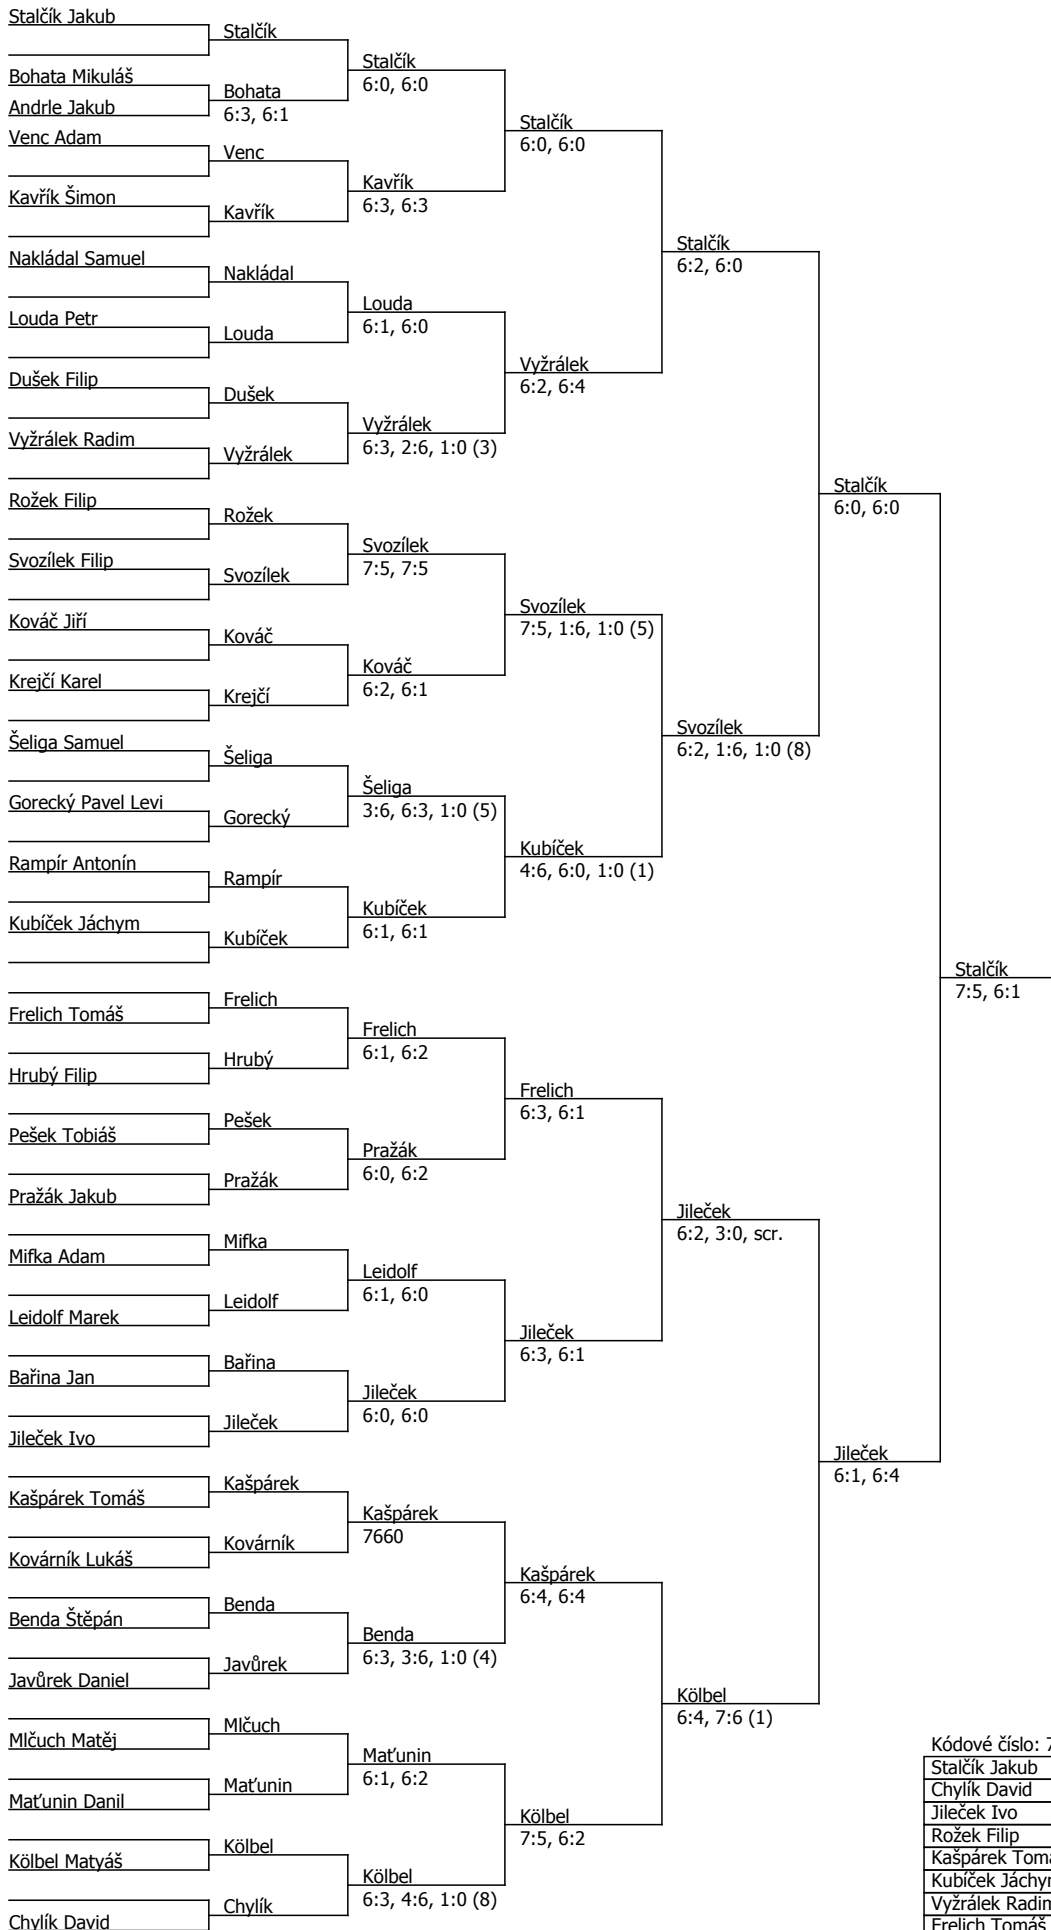 Stalčík Jakub
Bohata Mikuláš
Andrle Jakub
Venc Adam
Kavřík Šimon
Nakládal Samuel
Louda Petr
Dušek Filip
Vyžrálek Radim
Rožek Filip
Svozílek Filip
Kováč Jiří
Krejčí Karel
Šeliga Samuel
Gorecký Pavel Levi
Rampír Antonín
Kubíček Jáchym
Frelich Tomáš
Hrubý Filip
Pešek Tobiáš
Pražák Jakub
Mifka Adam
Leidolf Marek
Bařina Jan
Jileček Ivo
Kašpárek Tomáš
Kovárník Lukáš
Benda Štěpán
Javůrek Daniel
Mlčuch Matěj
Maťunin Danil
Kölbel Matyáš
Chylík David
Stalčík
Bohata
6:3, 6:1
Venc
Kavřík
Nakládal
Louda
Dušek
Vyžrálek
Rožek
Svozílek
Kováč
Krejčí
Šeliga
Gorecký
Rampír
Kubíček
Frelich
Hrubý
Pešek
Pražák
Mifka
Leidolf
Bařina
Jileček
Kašpárek
Kovárník
Benda
Javůrek
Mlčuch
Maťunin
Kölbel
Chylík
Stalčík
6:0, 6:0
Kavřík
6:3, 6:3
Louda
6:1, 6:0
Vyžrálek
6:3, 2:6, 1:0 (3)
Svozílek
7:5, 7:5
Kováč
6:2, 6:1
Šeliga
3:6, 6:3, 1:0 (5)
Kubíček
6:1, 6:1
Frelich
6:1, 6:2
Pražák
6:0, 6:2
Leidolf
6:1, 6:0
Jileček
6:0, 6:0
Kašpárek
7660
Benda
6:3, 3:6, 1:0 (4)
Maťunin
6:1, 6:2
Kölbel
6:3, 4:6, 1:0 (8)
Stalčík
6:0, 6:0
Vyžrálek
6:2, 6:4
Svozílek
7:5, 1:6, 1:0 (5)
Kubíček
4:6, 6:0, 1:0 (1)
Frelich
6:3, 6:1
Jileček
6:3, 6:1
Kašpárek
6:4, 6:4
Kölbel
7:5, 6:2
Stalčík
6:2, 6:0
Svozílek
6:2, 1:6, 1:0 (8)
Jileček
6:2, 3:0, scr.
Kölbel
6:4, 7:6 (1)
Stalčík
6:0, 6:0
Jileček
6:1, 6:4
Stalčík
7:5, 6:1
Kódové číslo: 7
Stalčík Jakub
Chylík David
Jileček Ivo
Rožek Filip
Kašpárek Tomá
Kubíček Jáchy
Vyžrálek Radim
Frelich Tomáš